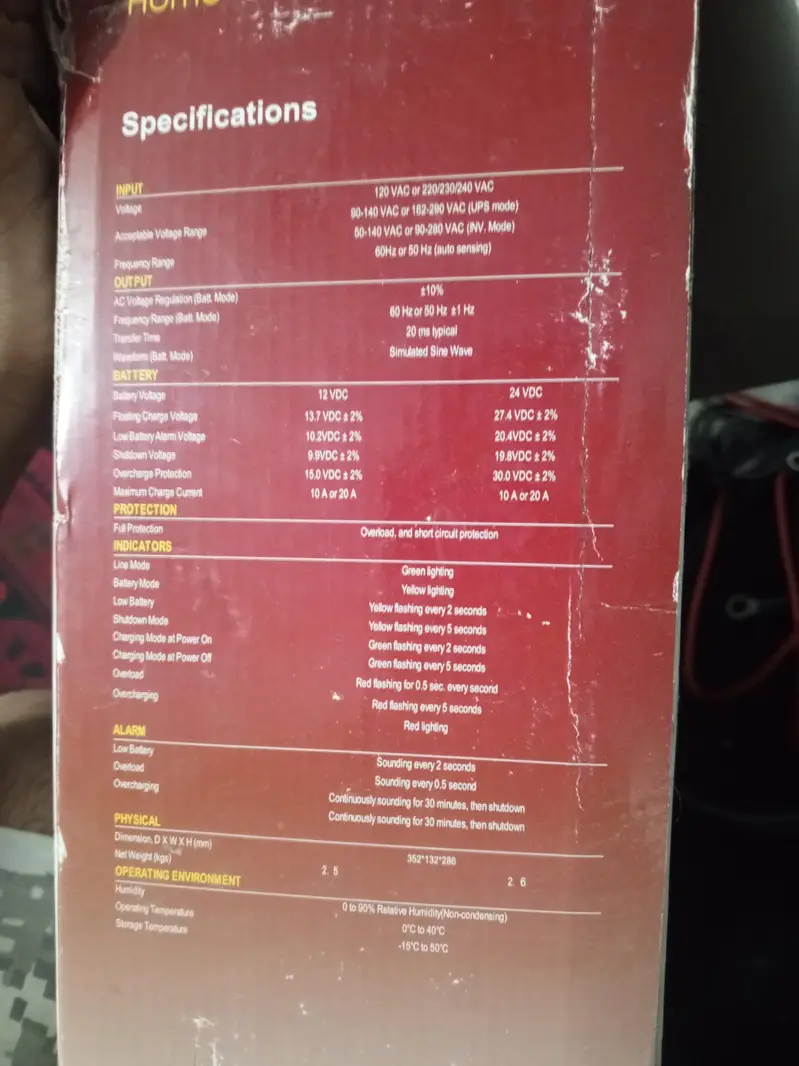 Home
Specifications
INPUT
Voltage 120 VAC or 220/230/240 VAC
Acceptable Voltage Range 90-140 VAC or 162-280 VAC (UPS mode)
50-140 VAC or 90-280 VAC (INV. Mode)
Frequency Range 60Hz or 50 Hz (auto sensing)
OUTPUT
AC Voltage Regulation (Batt. Mode) ±10%
Frequency Range (Batt. Mode) 60 Hz or 50 Hz ±1 Hz
Transfer Time 20 ms typical
Waveform (Batt. Mode) Simulated Sine Wave
BATTERY
Battery Voltage 12 VDC 24 VDC
Floating Charge Voltage 13.7 VDC ± 2% 27.4 VDC ± 2%
Low Battery Alarm Voltage 10.2VDC ± 2% 20.4VDC ± 2%
Shutdown Voltage 9.9VDC ± 2% 19.8VDC ± 2%
Overcharge Protection 15.0 VDC ± 2% 30.0 VDC ± 2%
Maximum Charge Current 10 A or 20 A 10 A or 20 A
PROTECTION
Full Protection Overload, and short circuit protection
INDICATORS
Line Mode Green lighting
Battery Mode Yellow lighting
Low Battery Yellow flashing every 2 seconds
Shutdown Mode Yellow flashing every 5 seconds
Charging Mode at Power On Green flashing every 2 seconds
Charging Mode at Power Off Green flashing every 5 seconds
Overload Red flashing for 0.5 sec. every second
Overcharging Red flashing every 5 seconds
Red lighting
ALARM
Low Battery Sounding every 2 seconds
Overload Sounding every 0.5 second
Overcharging Continuously sounding for 30 minutes, then shutdown
Continuously sounding for 30 minutes, then shutdown
PHYSICAL
Dimension, D X W X H (mm) 352*132*286
Net Weight (kgs) 2. 5 2. 6
OPERATING ENVIRONMENT
Humidity 0 to 90% Relative Humidity(Non-condensing)
Operating Temperature 0°C to 40°C
Storage Temperature -15°C to 50°C